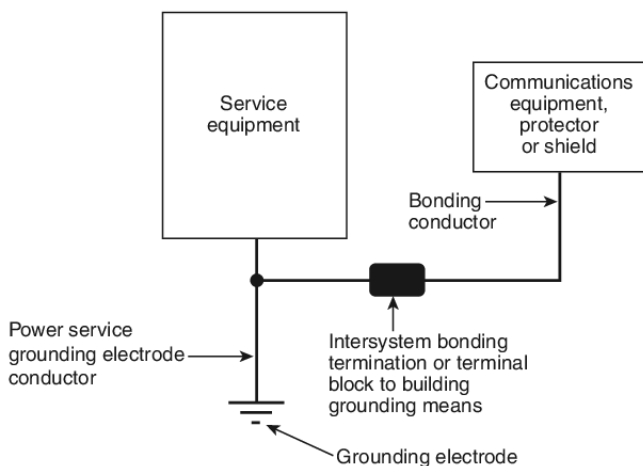 Service
equipment
Communications
equipment,
protector
or shield
Bonding
conductor
Power service
grounding electrode
conductor
Intersystem bonding
termination or terminal
block to building
grounding means
Grounding electrode